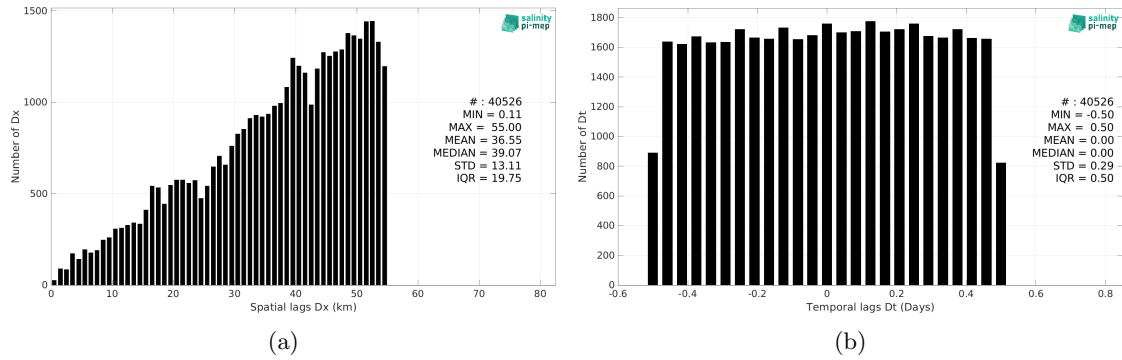 1500
1000
500
0
0 10 20 30 40 50 60 70 80
Number of Dx
Spatial lags Dx (km)
salinity
pi-mep
# : 40526
MIN = 0.11
MAX = 55.00
MEAN = 36.55
MEDIAN = 39.07
STD = 13.11
IQR = 19.75
(a)
1800
1600
1400
1200
1000
800
600
400
200
0
-0.6 -0.4 -0.2 0 0.2 0.4 0.6 0.8
Number of Dt
Temporal lags Dt (Days)
salinity
pi-mep
# : 40526
MIN = -0.50
MAX = 0.50
MEAN = 0.00
MEDIAN = 0.00
STD = 0.29
IQR = 0.50
(b)